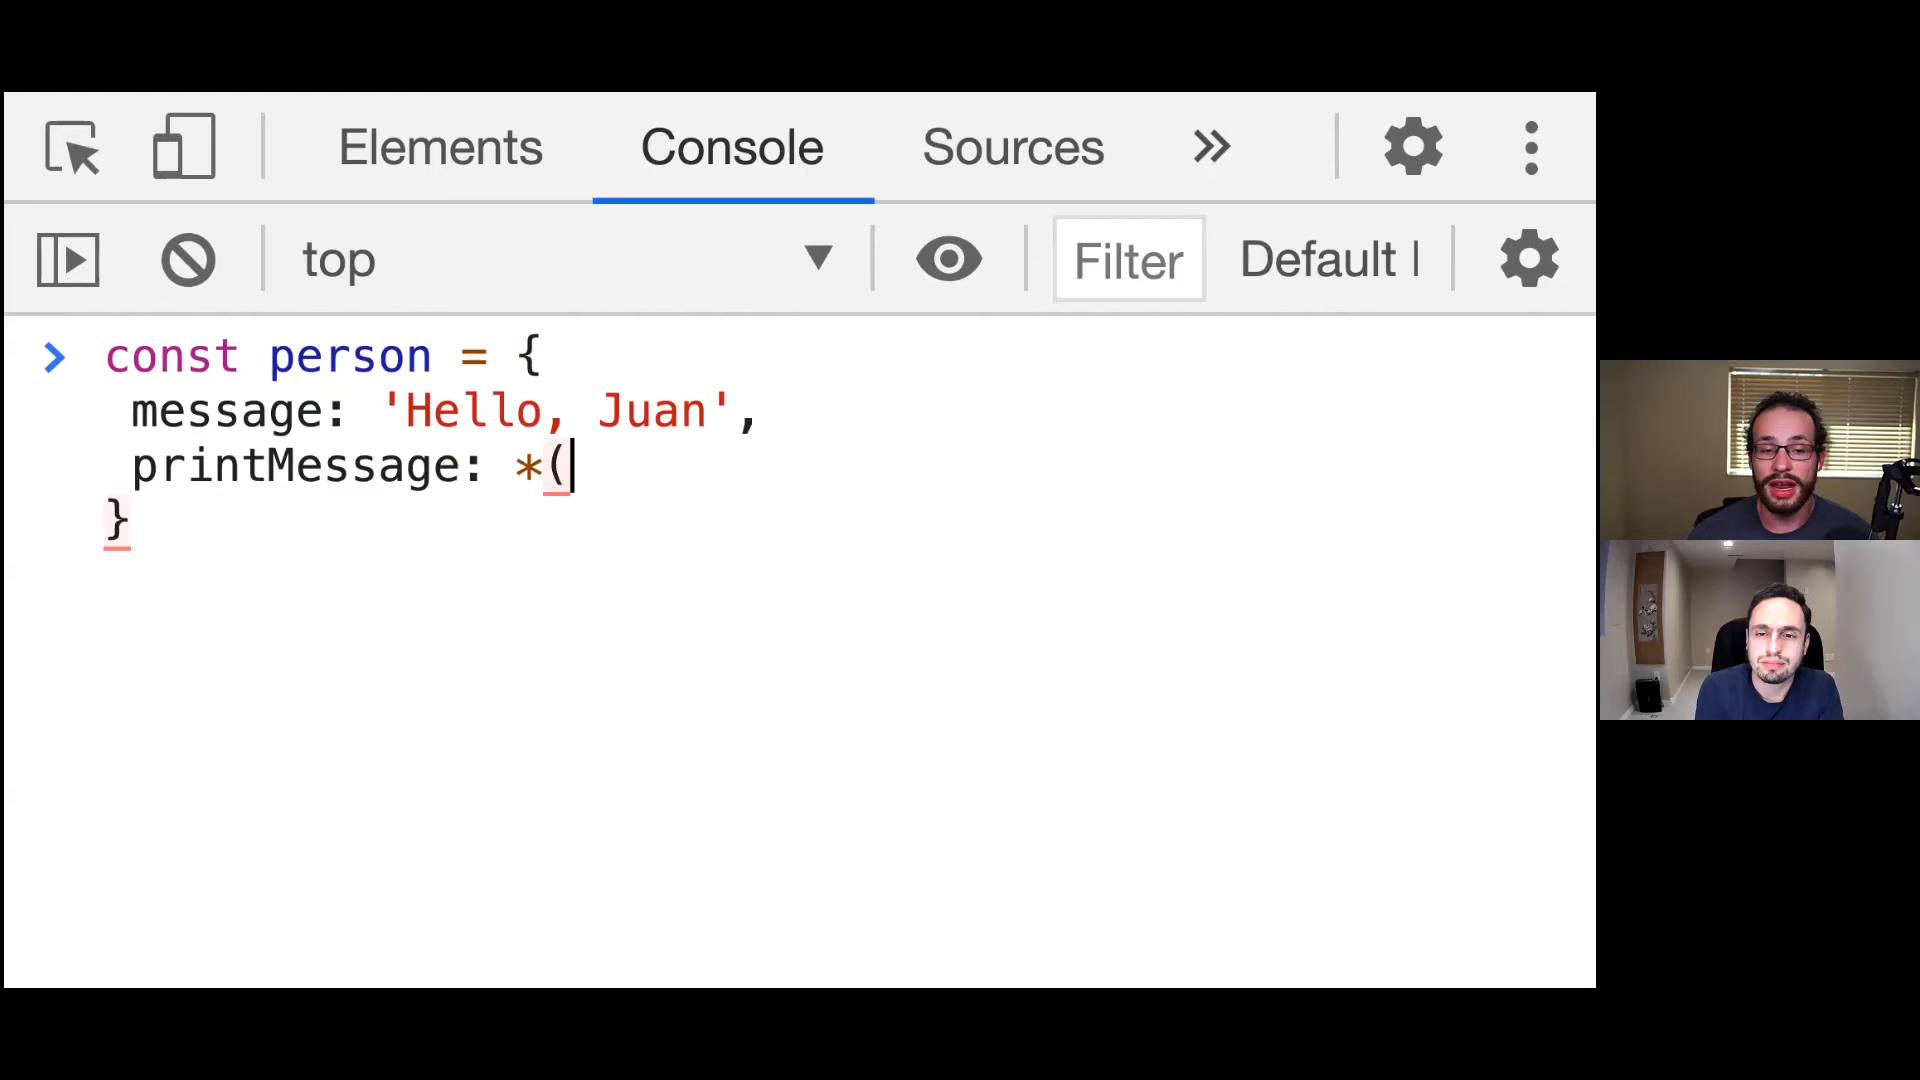 Elements Console Sources
top Filter Default
const person = {
message: 'Hello, Juan',
printMessage: *(
}